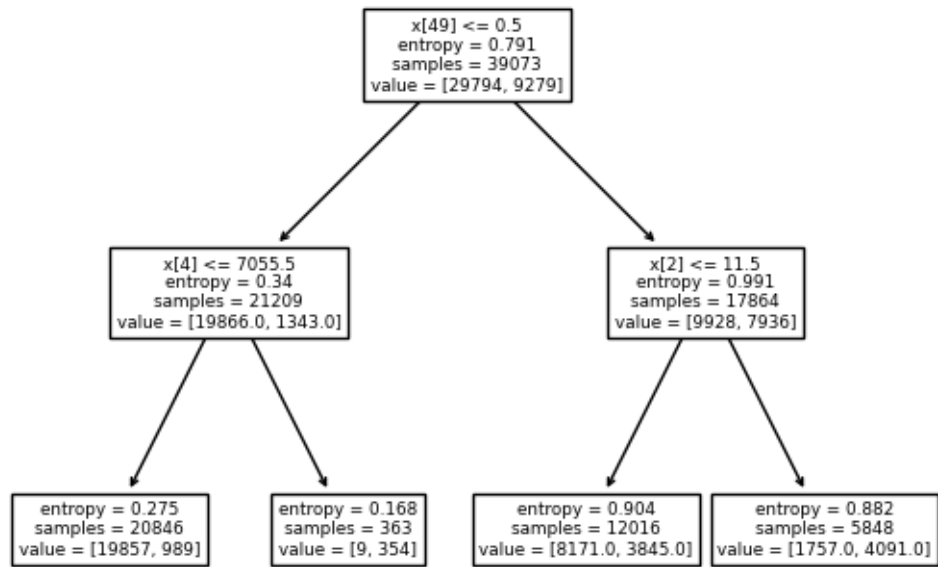 x[49] <= 0.5
entropy = 0.791
samples = 39073
value = [29794, 9279]
x[4] <= 7055.5
entropy = 0.34
samples = 21209
value = [19866.0, 1343.0]
x[2] <= 11.5
entropy = 0.991
samples = 17864
value = [9928, 7936]
entropy = 0.275
samples = 20846
value = [19857, 989]
entropy = 0.168
samples = 363
value = [9, 354]
entropy = 0.904
samples = 12016
value = [8171.0, 3845.0]
entropy = 0.882
samples = 5848
value = [1757.0, 4091.0]